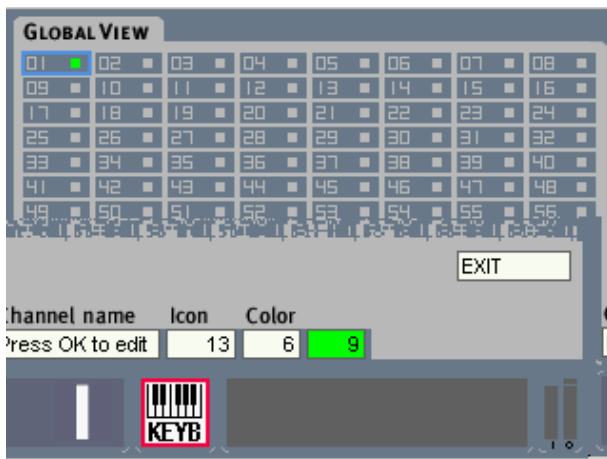 GLOBAL VIEW
01 02 03 04 05 06 07 08
09 10 11 12 13 14 15 16
17 18 19 20 21 22 23 24
25 26 27 28 29 30 31 32
33 34 35 36 37 38 39 40
41 42 43 44 45 46 47 48
49 50 51 52 53 54 55 56
EXIT
Channel name Icon Color
Press OK to edit 13 6 9
KEYB
I O